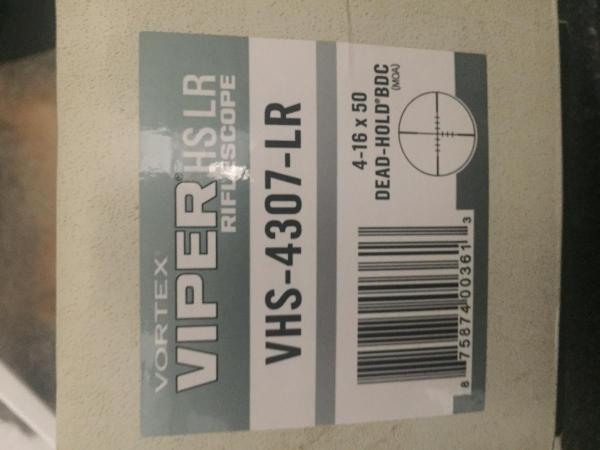 VORTEX
VIPER® HS LR
RIFLESCOPE
VHS-4307-LR
4-16 x 50
DEAD-HOLD® BDC
(MOA)
8 75874 00361 3